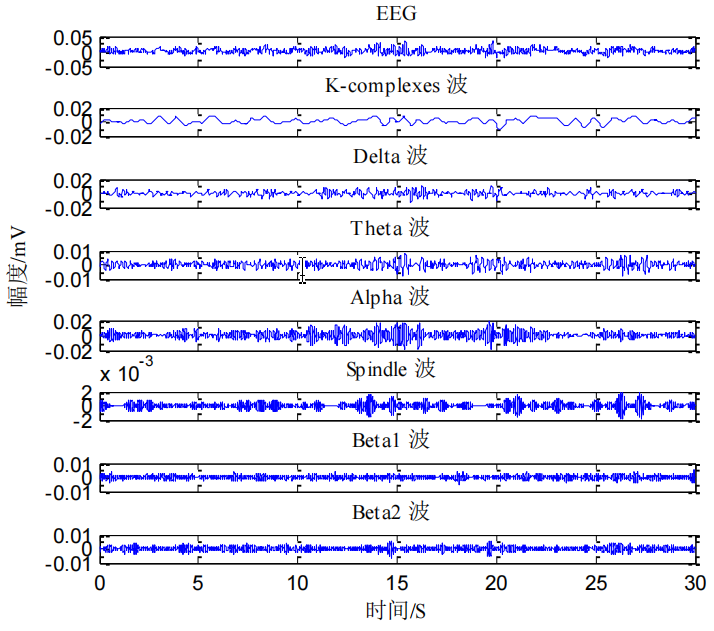 EEG
0.05
0
-0.05
K-complexes 波
0.02
0
-0.02
Delta 波
0.02
0
-0.02
Theta 波
0.01
0
-0.01
Alpha 波
0.02
0
-0.02
x 10-3
Spindle 波
2
0
-2
Beta1 波
0.01
0
-0.01
Beta2 波
0.01
0
-0.01
0 5 10 15 20 25 30
时间/S
幅度/mV